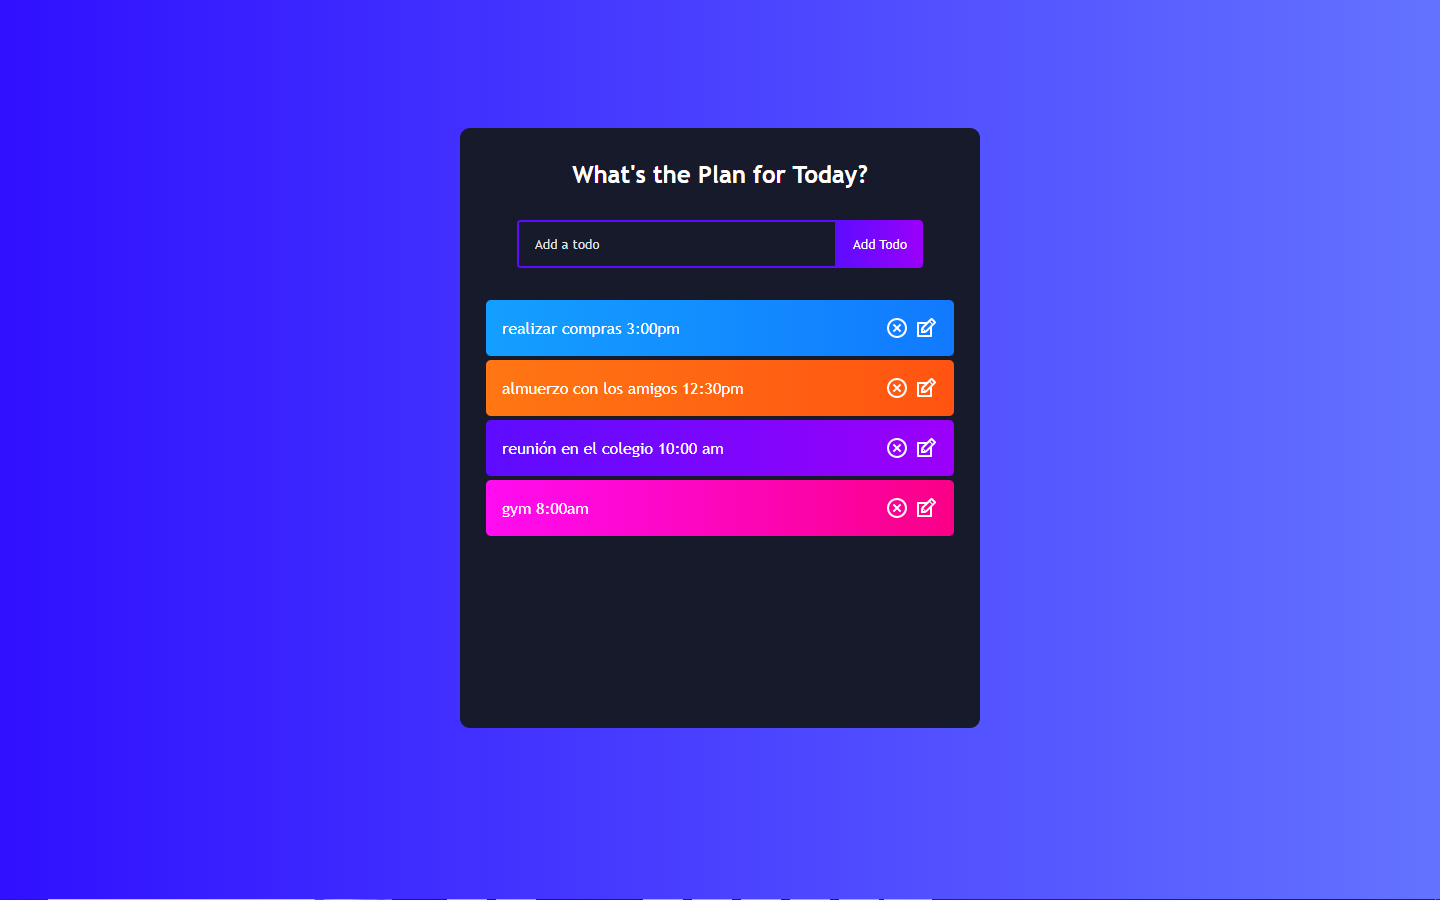 What's the Plan for Today?
Add a todo
Add Todo
realizar compras 3:00pm
almuerzo con los amigos 12:30pm
reunión en el colegio 10:00 am
gym 8:00am